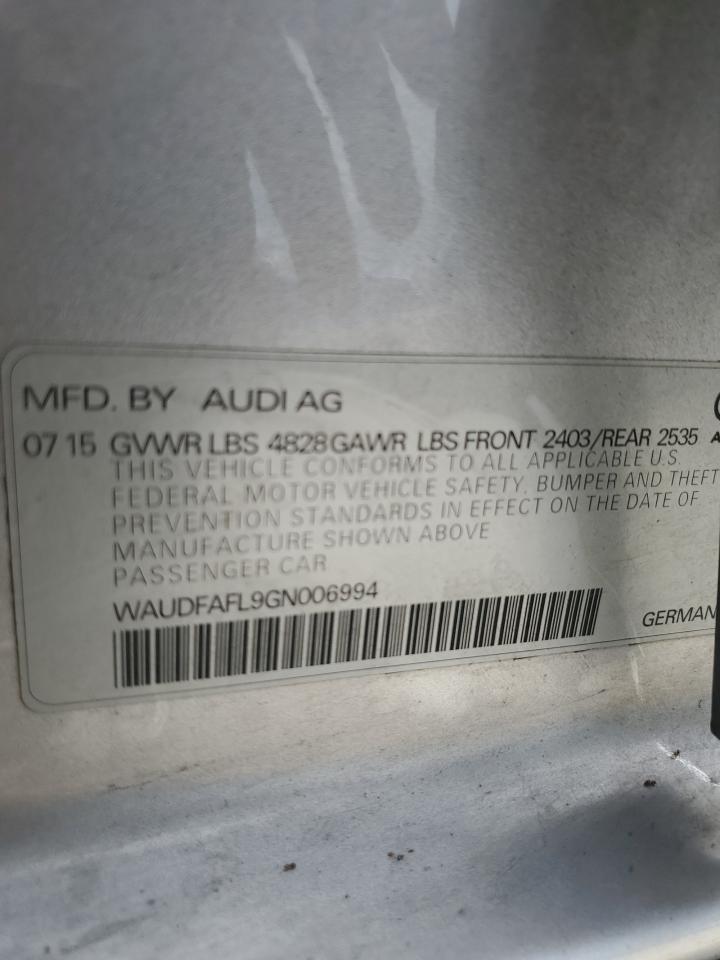 MFD. BY AUDI AG
07 15 GVWR LBS 4828 GAWR LBS FRONT 2403/REAR 2535
THIS VEHICLE CONFORMS TO ALL APPLICABLE U.S.
FEDERAL MOTOR VEHICLE SAFETY, BUMPER AND THEFT
PREVENTION STANDARDS IN EFFECT ON THE DATE OF
MANUFACTURE SHOWN ABOVE
PASSENGER CAR
WAUDFAFL9GN006994
GERMAN